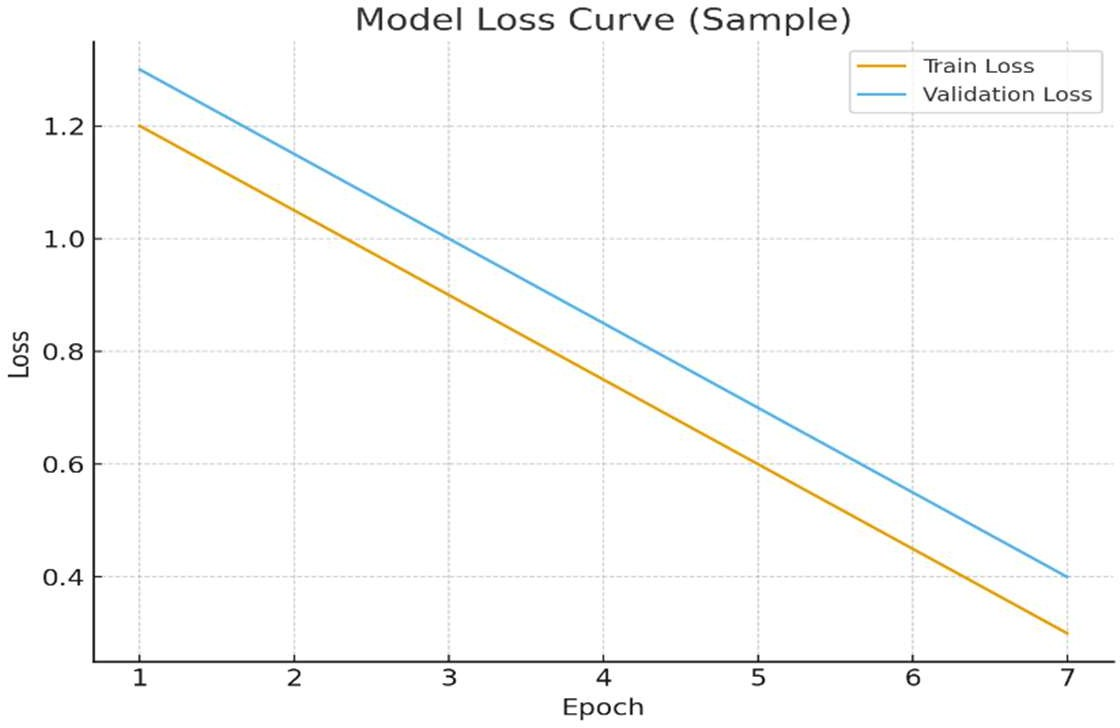 Model Loss Curve (Sample)
Train Loss
Validation Loss
1.2
1.0
0.8
0.6
0.4
Loss
1 2 3 4 5 6 7
Epoch